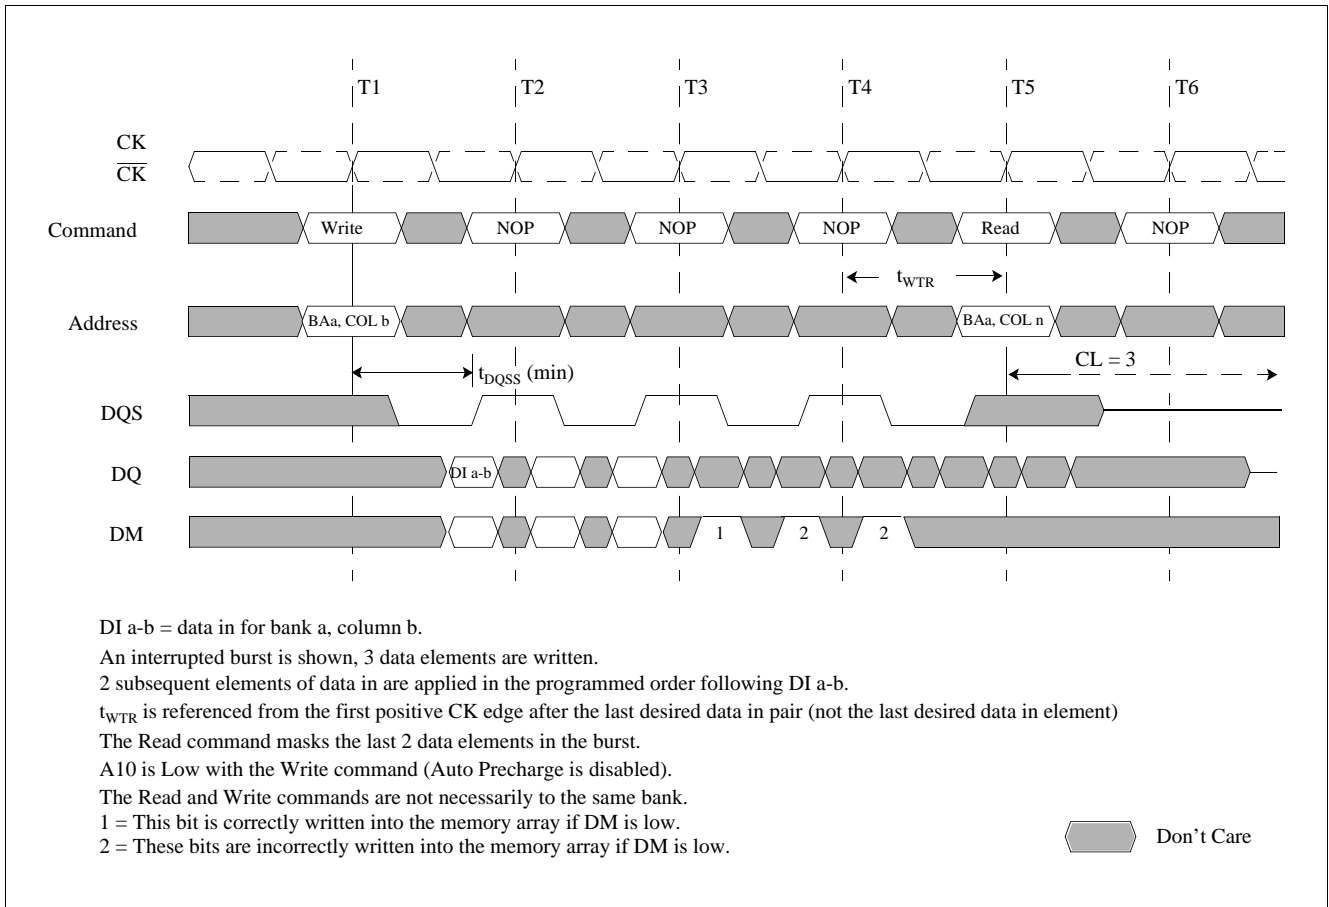 T1 T2 T3 T4 T5 T6
CK
CK
Command Write NOP NOP NOP Read NOP
tWTR
Address BAa, COL b BAa, COL n
tDQSS (min) CL = 3
DQS
DQ DI a-b
DM 1 2 2
DI a-b = data in for bank a, column b.
An interrupted burst is shown, 3 data elements are written.
2 subsequent elements of data in are applied in the programmed order following DI a-b.
tWTR is referenced from the first positive CK edge after the last desired data in pair (not the last desired data in element)
The Read command masks the last 2 data elements in the burst.
A10 is Low with the Write command (Auto Precharge is disabled).
The Read and Write commands are not necessarily to the same bank.
1 = This bit is correctly written into the memory array if DM is low.
2 = These bits are incorrectly written into the memory array if DM is low.
Don't Care